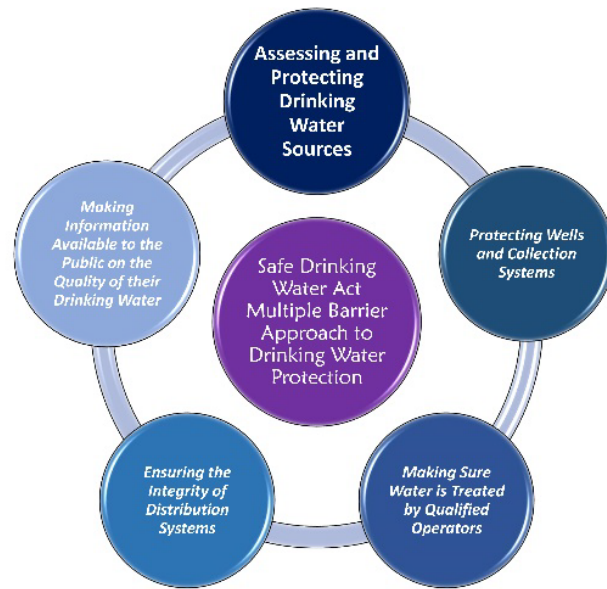 Assessing and
Protecting
Drinking
Water
Sources
Protecting Wells
and Collection
Systems
Making Sure
Water is Treated
by Qualified
Operators
Ensuring the
Integrity of
Distribution
Systems
Making
Information
Available to the
Public on the
Quality of their
Drinking Water
Safe Drinking
Water Act
Multiple Barrier
Approach to
Drinking Water
Protection